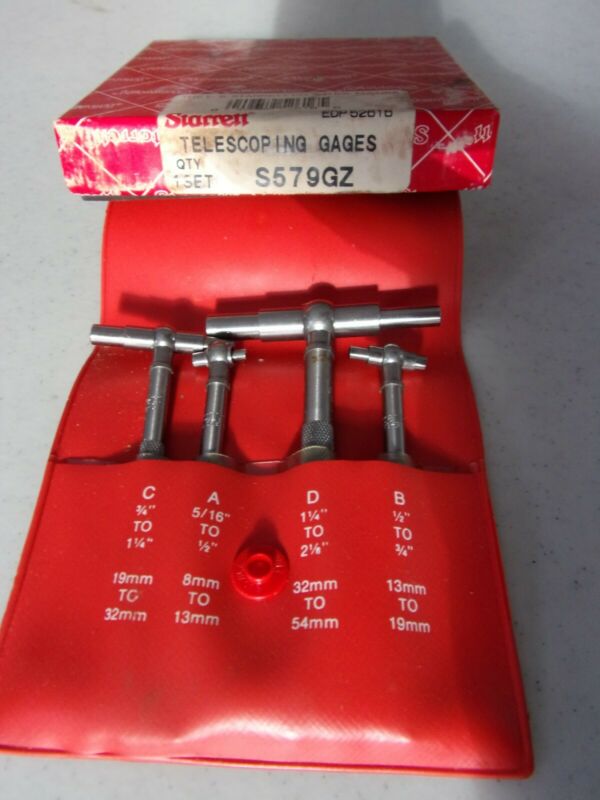 Starrett EDP 52616
TELESCOPING GAGES
QTY
1 SET S579GZ
C A D B
¾" 5/16" 1¼" ½"
TO TO TO TO
1¼" ½" 2⅛" ¾"
19mm 8mm 32mm 13mm
TO TO TO TO
32mm 13mm 54mm 19mm